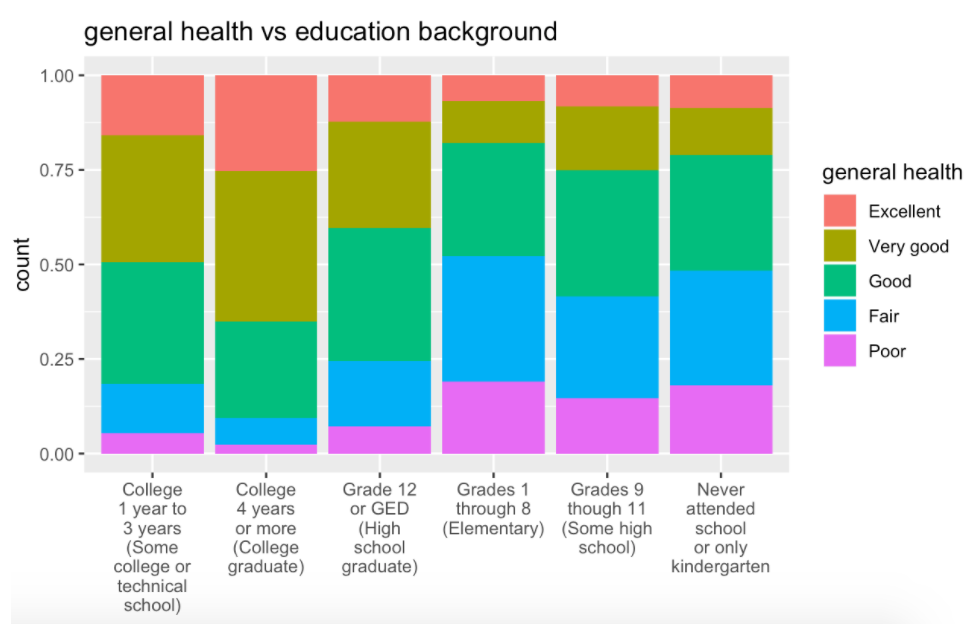 general health vs education background
count
1.00
0.75
0.50
0.25
0.00
College
1 year to
3 years
(Some
college or
technical
school)
College
4 years
or more
(College
graduate)
Grade 12
or GED
(High
school
graduate)
Grades 1
through 8
(Elementary)
Grades 9
though 11
(Some high
school)
Never
attended
school
or only
kindergarten
general health
Excellent
Very good
Good
Fair
Poor